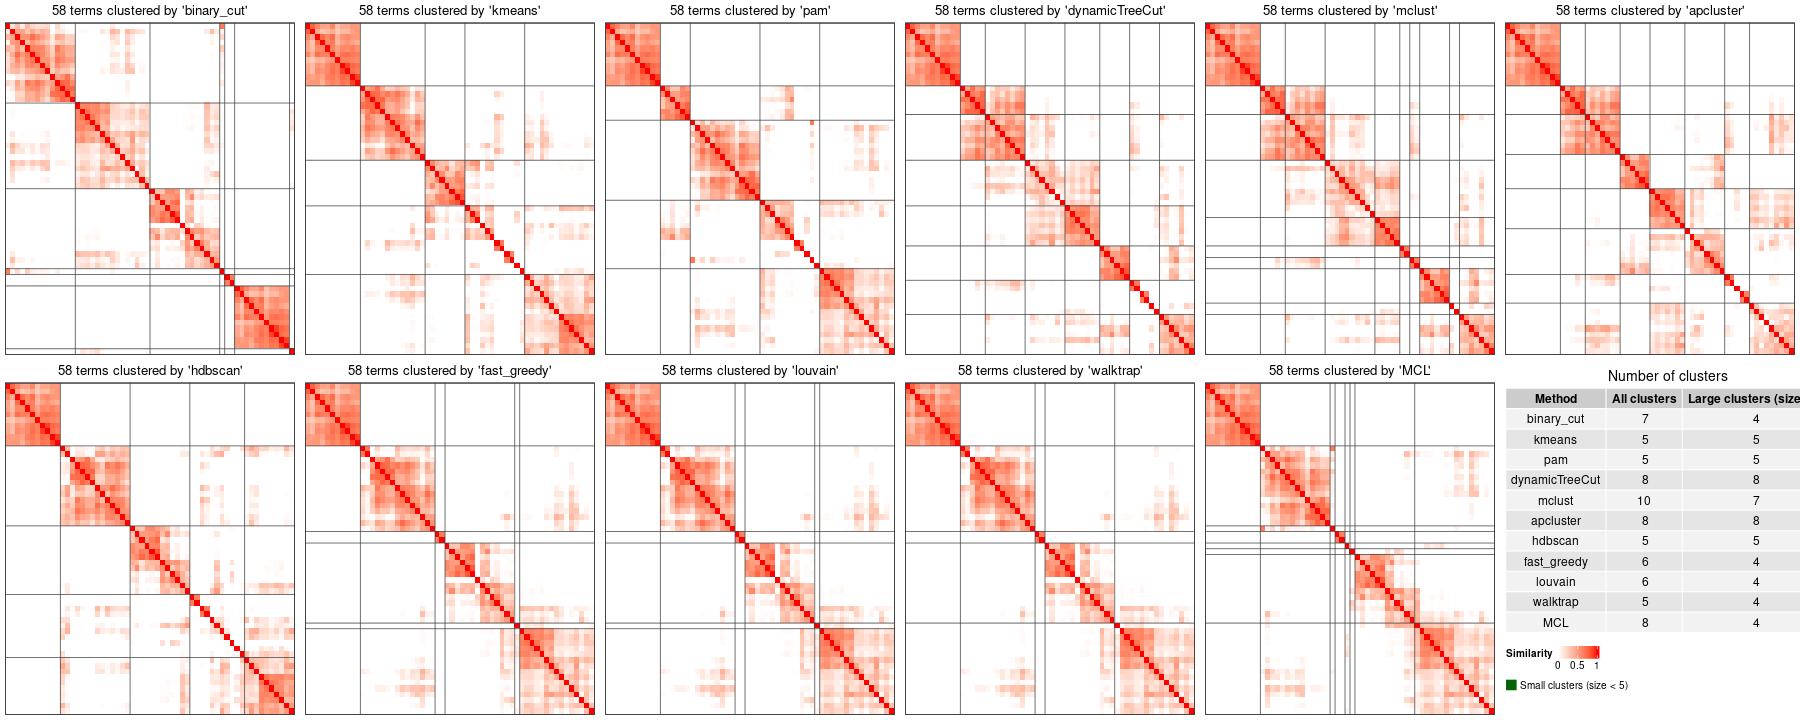 58 terms clustered by 'binary_cut'
58 terms clustered by 'kmeans'
58 terms clustered by 'pam'
58 terms clustered by 'dynamicTreeCut'
58 terms clustered by 'mclust'
58 terms clustered by 'apcluster'
58 terms clustered by 'hdbscan'
58 terms clustered by 'fast_greedy'
58 terms clustered by 'louvain'
58 terms clustered by 'walktrap'
58 terms clustered by 'MCL'
Number of clusters
Method All clusters Large clusters (size
binary_cut 7 4
kmeans 5 5
pam 5 5
dynamicTreeCut 8 8
mclust 10 7
apcluster 8 8
hdbscan 5 5
fast_greedy 6 4
louvain 6 4
walktrap 5 4
MCL 8 4
Similarity
0 0.5 1
Small clusters (size < 5)